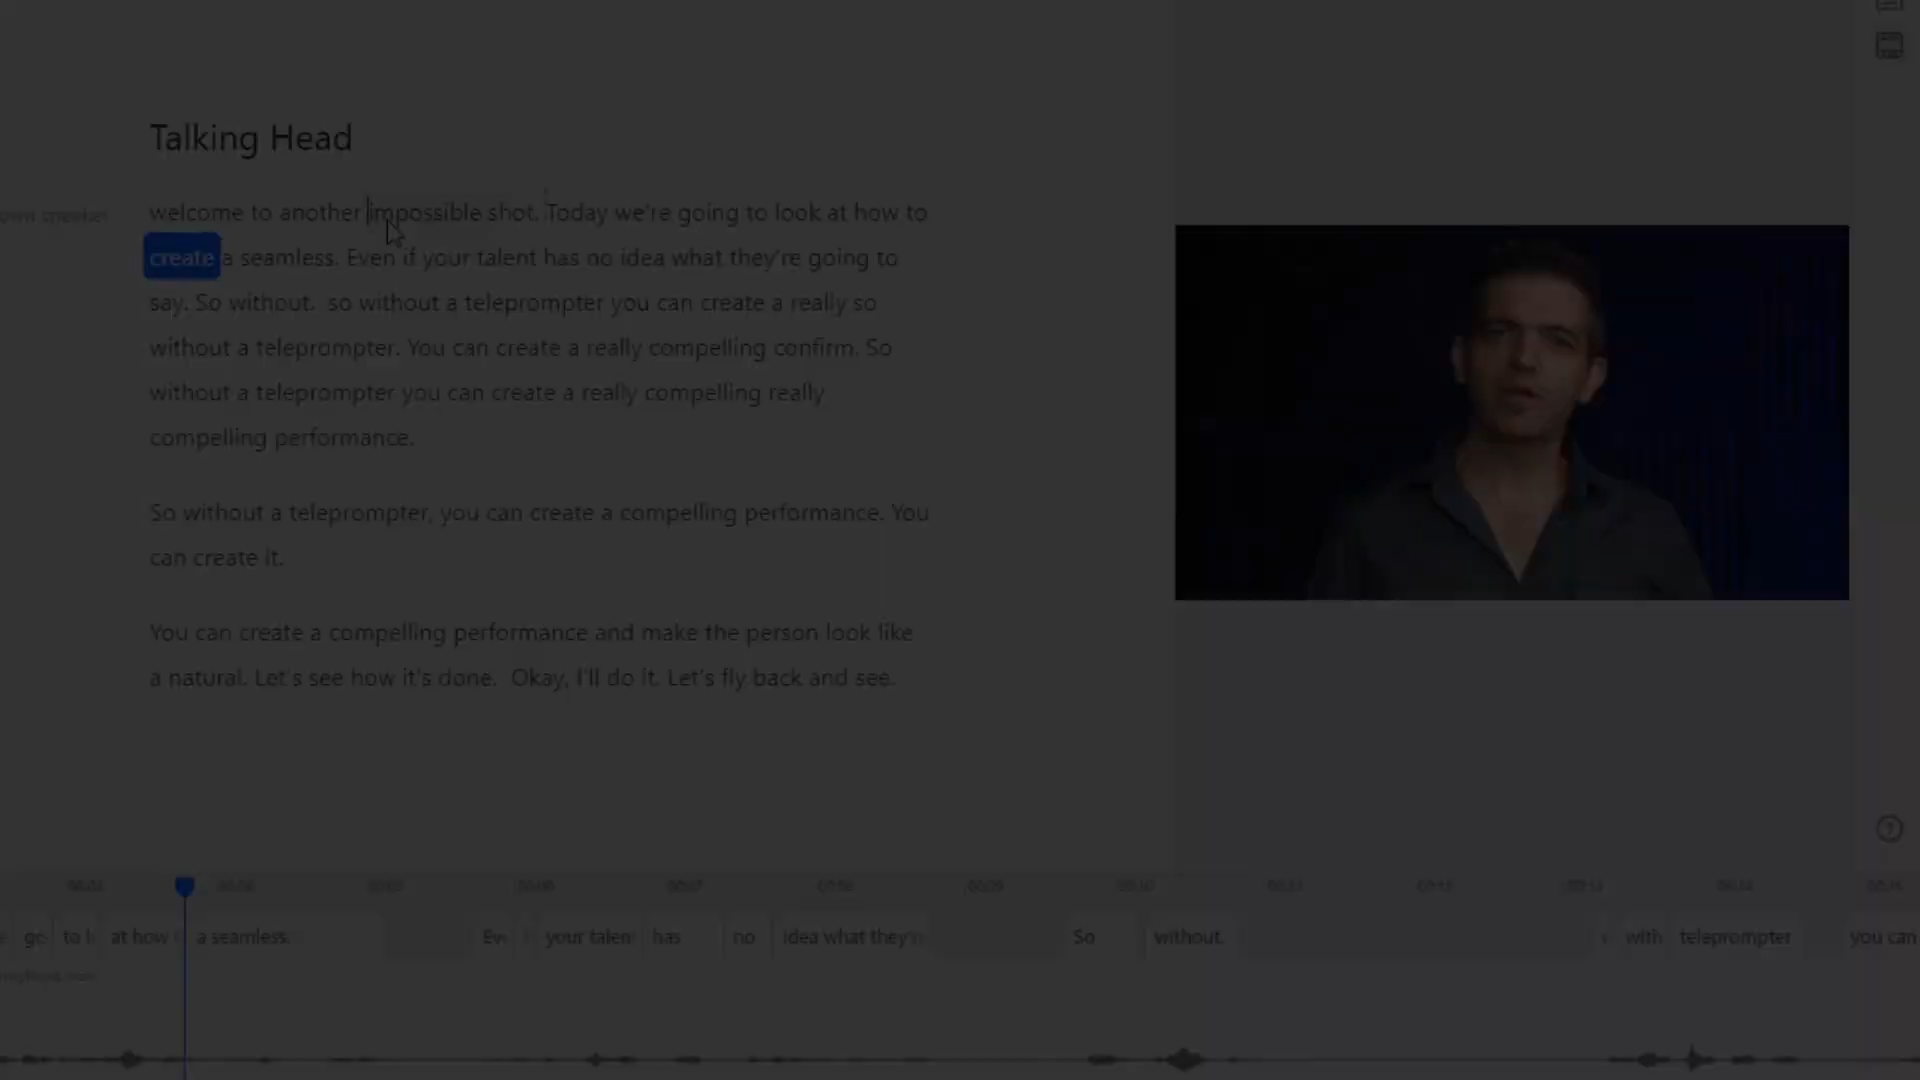 Talking Head
welcome to another impossible shot. Today we're going to look at how to
create a seamless. Even if your talent has no idea what they're going to
say. So without. so without a teleprompter you can create a really so
without a teleprompter. You can create a really compelling confirm. So
without a teleprompter you can create a really compelling really
compelling performance.
So without a teleprompter, you can create a compelling performance. You
can create it.
You can create a compelling performance and make the person look like
a natural. Let's see how it's done. Okay, I'll do it. Let's fly back and see.
go to l at how a seamless. Eve your talen has no idea what they'r So without. with teleprompter you can